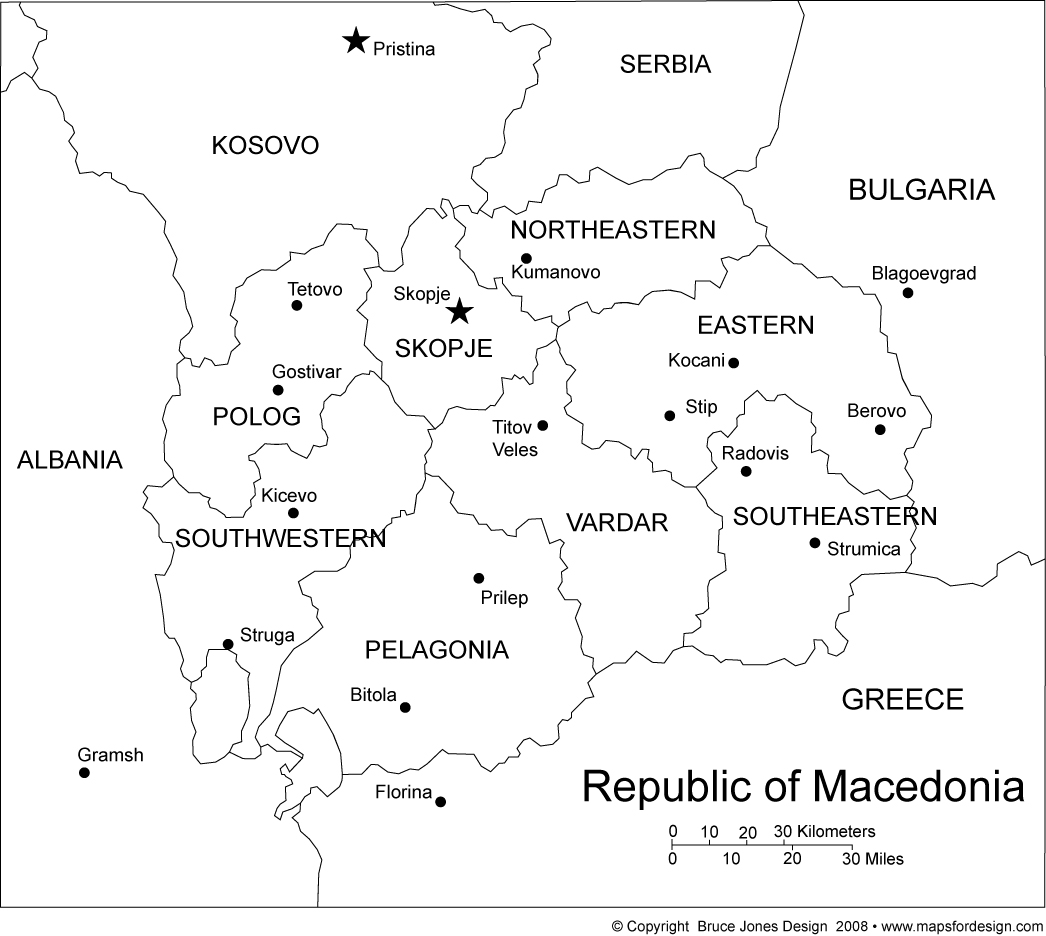 Pristina
SERBIA
KOSOVO
BULGARIA
NORTHEASTERN
Kumanovo
Blagoevgrad
Tetovo
Skopje
SKOPJE
EASTERN
Kocani
Gostivar
POLOG
Stip
Berovo
Titov
Veles
Radovis
ALBANIA
Kicevo
SOUTHWESTERN
VARDAR
SOUTHEASTERN
Strumica
Prilep
Struga
PELAGONIA
Bitola
GREECE
Gramsh
Florina
Republic of Macedonia
0 10 20 30 Kilometers
0 10 20 30 Miles
© Copyright Bruce Jones Design 2008 • www.mapsfordesign.com